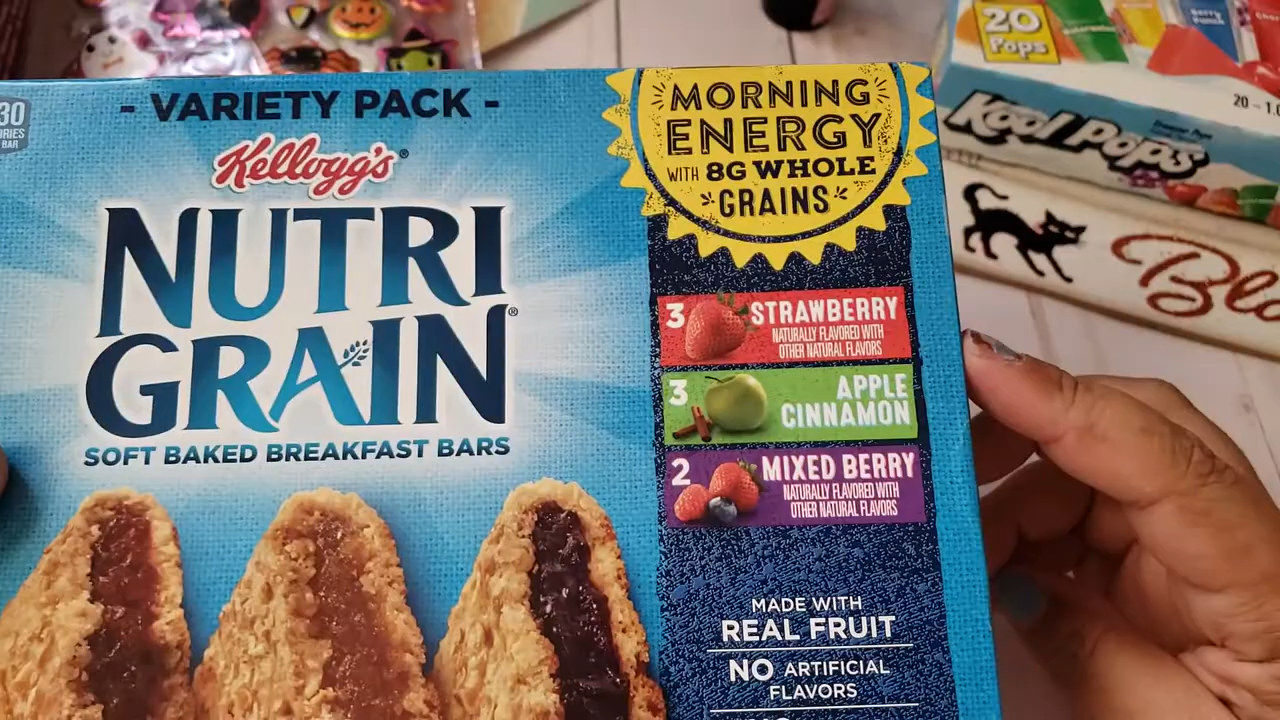 30
- VARIETY PACK -
Kellogg's®
NUTRI
GRAIN®
SOFT BAKED BREAKFAST BARS
MORNING
ENERGY
WITH 8G WHOLE
GRAINS
3 STRAWBERRY
NATURALLY FLAVORED WITH
OTHER NATURAL FLAVORS
3 APPLE
CINNAMON
2 MIXED BERRY
NATURALLY FLAVORED WITH
OTHER NATURAL FLAVORS
MADE WITH
REAL FRUIT
NO ARTIFICIAL
FLAVORS
20
Pops
Kool Pops